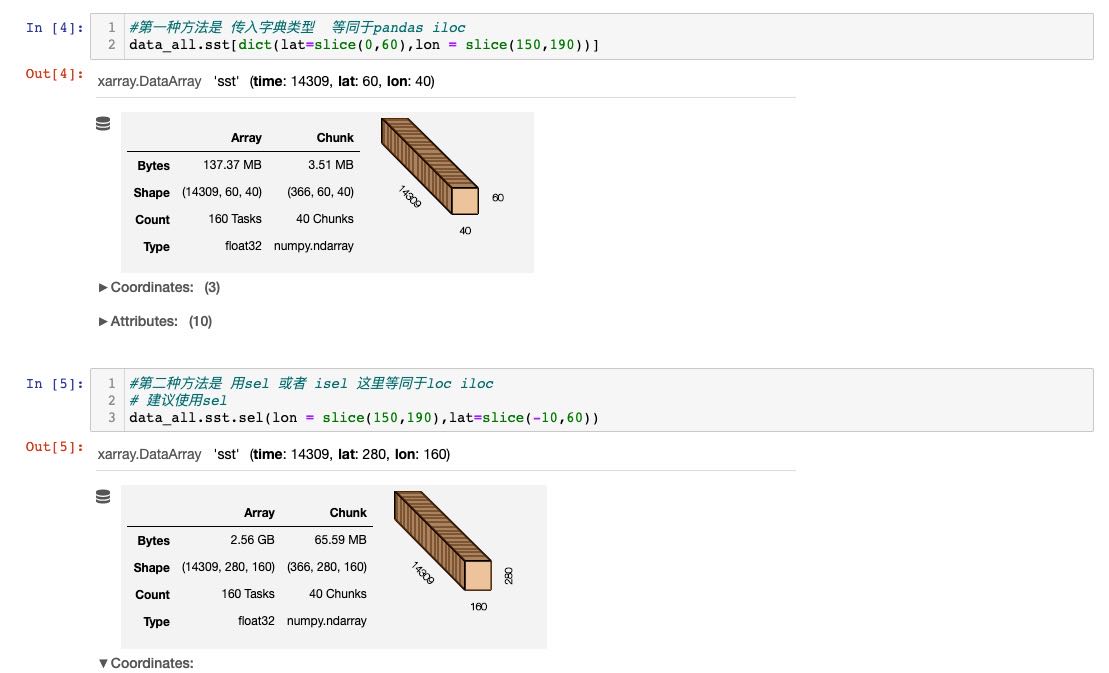 In [4]:
1 #第一种方法是 传入字典类型 等同于pandas iloc
2 data_all.sst[dict(lat=slice(0,60),lon = slice(150,190))]
Out[4]:
xarray.DataArray 'sst' (time: 14309, lat: 60, lon: 40)
Array Chunk
Bytes 137.37 MB 3.51 MB
Shape (14309, 60, 40) (366, 60, 40)
Count 160 Tasks 40 Chunks
Type float32 numpy.ndarray
14309
60
40
►Coordinates: (3)
►Attributes: (10)
In [5]:
1 #第二种方法是 用sel 或者 isel 这里等同于loc iloc
2 # 建议使用sel
3 data_all.sst.sel(lon = slice(150,190),lat=slice(-10,60))
Out[5]:
xarray.DataArray 'sst' (time: 14309, lat: 280, lon: 160)
Array Chunk
Bytes 2.56 GB 65.59 MB
Shape (14309, 280, 160) (366, 280, 160)
Count 160 Tasks 40 Chunks
Type float32 numpy.ndarray
14309
280
160
▼Coordinates: